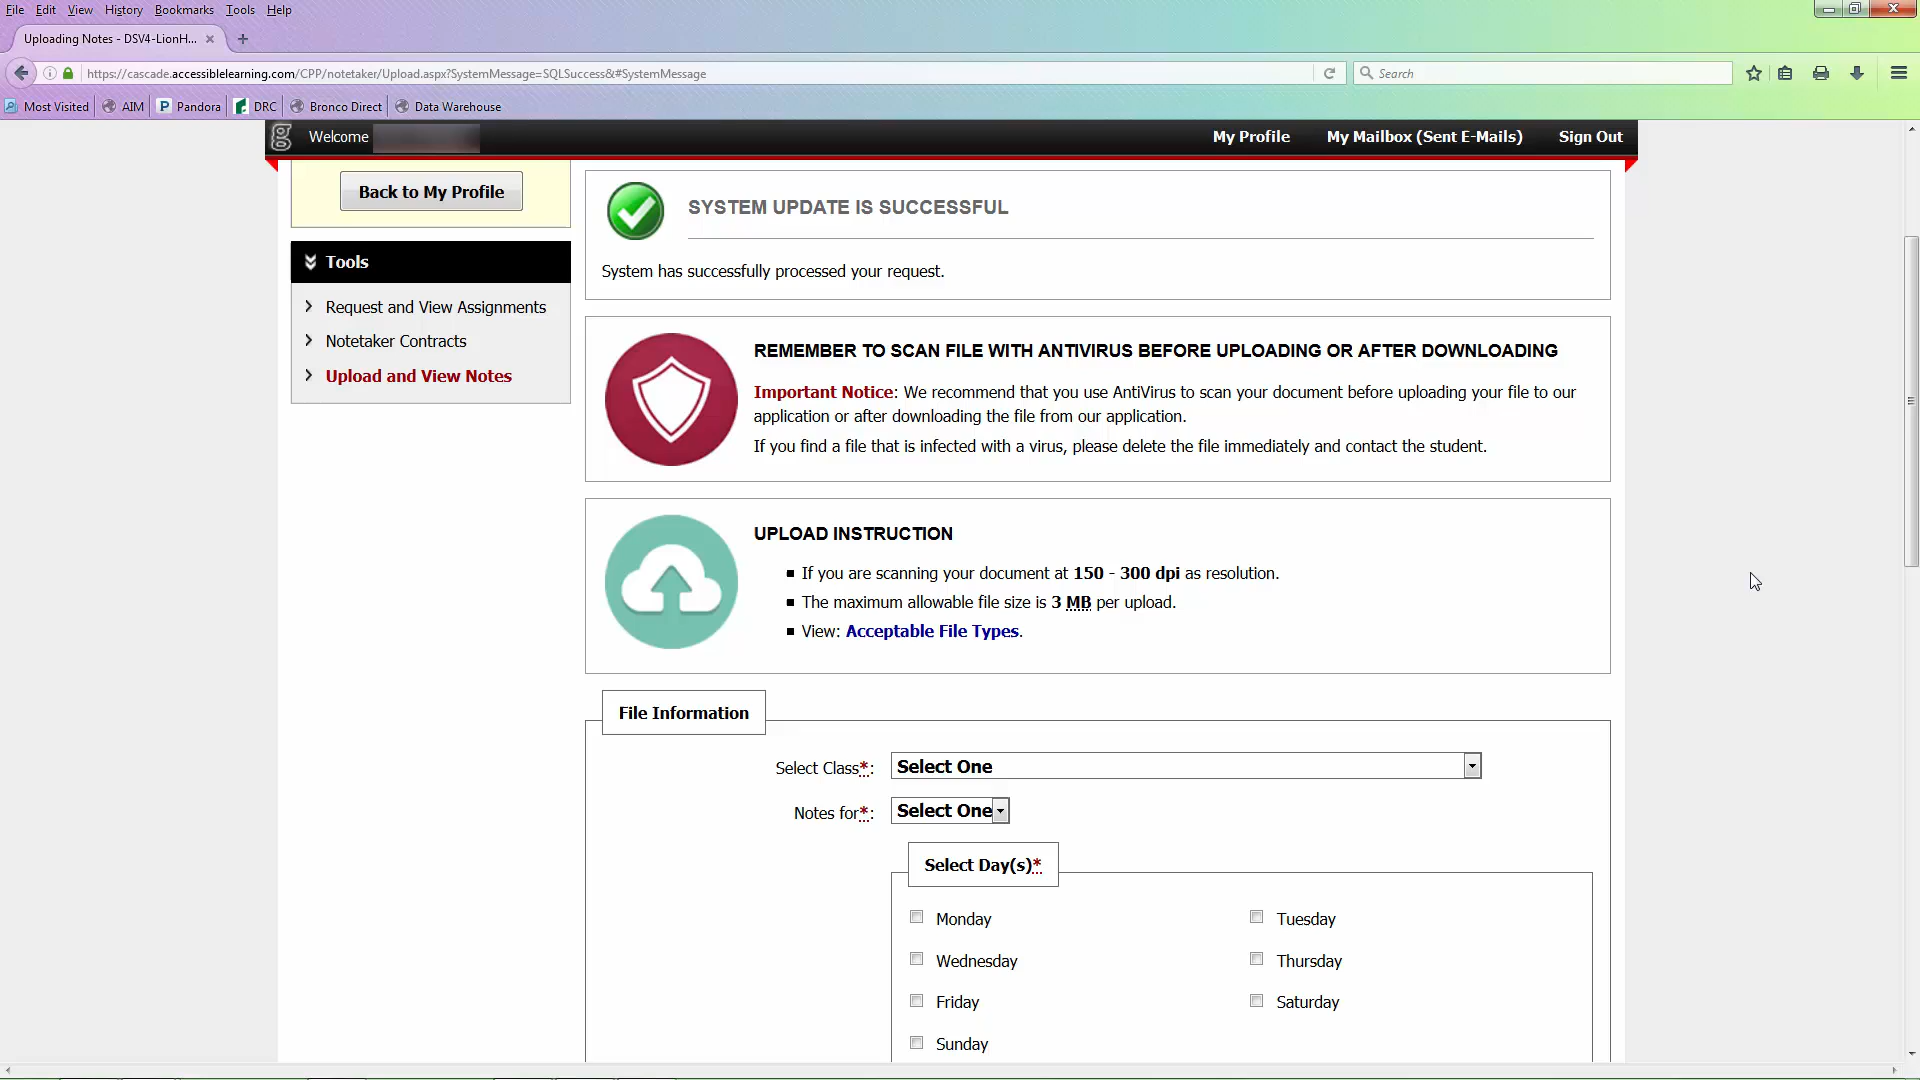 File Edit View History Bookmarks Tools Help
Uploading Notes - DSV4-LionH...
https://cascade.accessiblelearning.com/CPP/notetaker/Upload.aspx?SystemMessage=SQLSuccess&#SystemMessage
Search
Most Visited AIM Pandora DRC Bronco Direct Data Warehouse
Welcome
My Profile My Mailbox (Sent E-Mails) Sign Out
Back to My Profile
Tools
Request and View Assignments
Notetaker Contracts
Upload and View Notes
SYSTEM UPDATE IS SUCCESSFUL
System has successfully processed your request.
REMEMBER TO SCAN FILE WITH ANTIVIRUS BEFORE UPLOADING OR AFTER DOWNLOADING
Important Notice: We recommend that you use AntiVirus to scan your document before uploading your file to our
application or after downloading the file from our application.
If you find a file that is infected with a virus, please delete the file immediately and contact the student.
UPLOAD INSTRUCTION
If you are scanning your document at 150 - 300 dpi as resolution.
The maximum allowable file size is 3 MB per upload.
View: Acceptable File Types.
File Information
Select Class*: Select One
Notes for*: Select One
Select Day(s)*
Monday Tuesday
Wednesday Thursday
Friday Saturday
Sunday